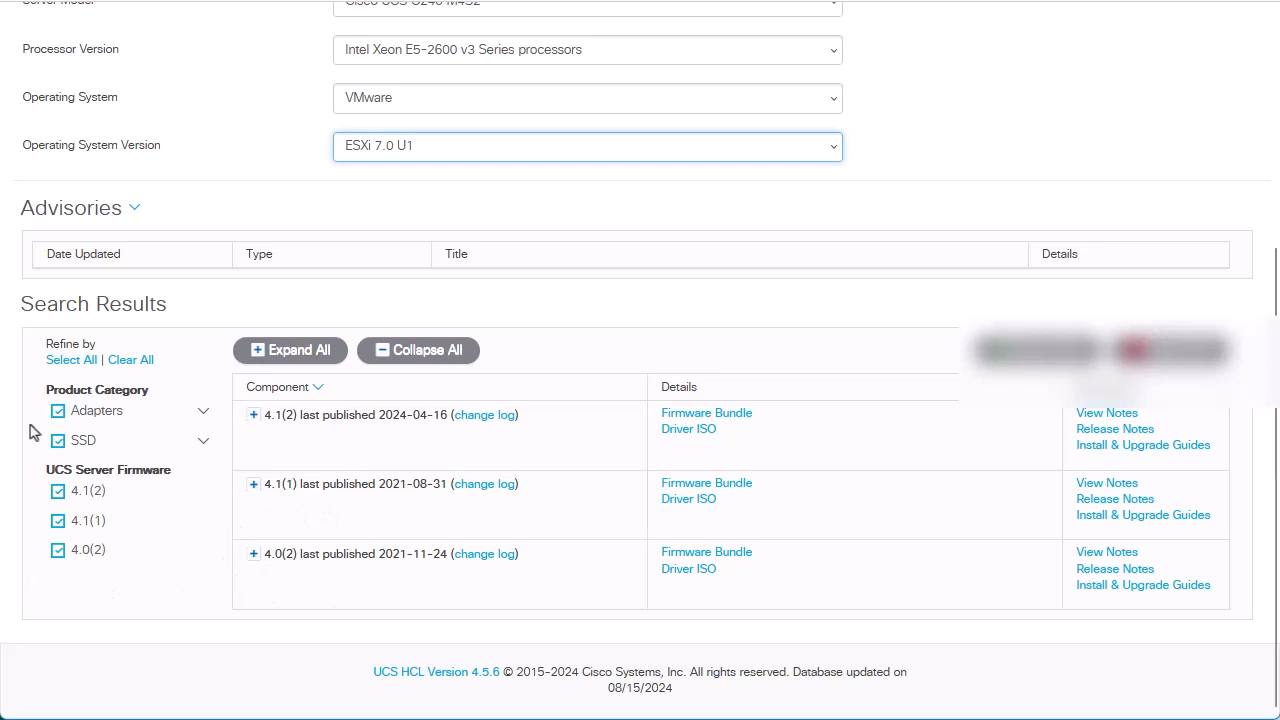 Processor Version
Intel Xeon E5-2600 v3 Series processors
Operating System
VMware
Operating System Version
ESXi 7.0 U1
Advisories
Date Updated Type Title Details
Search Results
Refine by
Select All | Clear All
Product Category
Adapters
SSD
UCS Server Firmware
4.1(2)
4.1(1)
4.0(2)
Expand All Collapse All
Component Details
4.1(2) last published 2024-04-16 (change log)
Firmware Bundle
Driver ISO
View Notes
Release Notes
Install & Upgrade Guides
4.1(1) last published 2021-08-31 (change log)
Firmware Bundle
Driver ISO
View Notes
Release Notes
Install & Upgrade Guides
4.0(2) last published 2021-11-24 (change log)
Firmware Bundle
Driver ISO
View Notes
Release Notes
Install & Upgrade Guides
UCS HCL Version 4.5.6 © 2015-2024 Cisco Systems, Inc. All rights reserved. Database updated on
08/15/2024